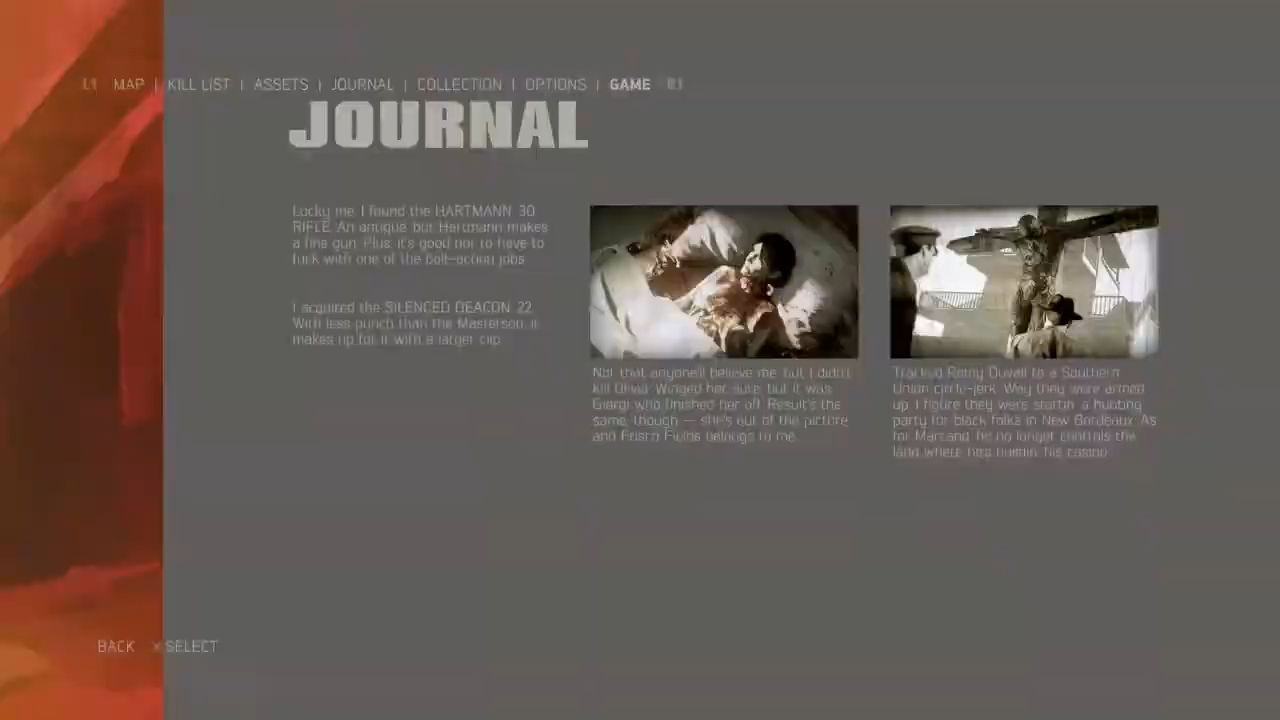 L1 MAP | KILL LIST | ASSETS | JOURNAL | COLLECTION | OPTIONS | GAME R1
JOURNAL
Lucky me. I found the HARTMANN .30
RIFLE. An antique but Hartmann makes
a fine gun. Plus, it's good not to have to
fuck with one of the bolt-action jobs.
I acquired the SILENCED DEACON .22.
With less punch than the Masterson, it
makes up for it with a larger clip.
Not that anyone'll believe me, but I didn't
kill Olivia. Winged her, sure, but it was
Giorgi who finished her off. Result's the
same, though — she's out of the picture
and Frisco Fields belongs to me.
Tracked Remy Duvall to a Southern
Union circle-jerk. Way they were armed
up, I figure they were startin' a hunting
party for black folks in New Bordeaux. As
for Marcano, he no longer controls the
land where he's buildin' his casino.
BACK × SELECT